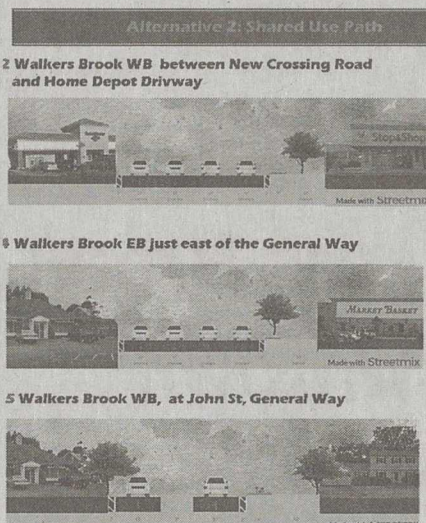 Alternative 2: Shared Use Path
2 Walkers Brook WB between New Crossing Road
and Home Depot Drivway
Stop&Shop
Made with Streetmix
4 Walkers Brook EB just east of the General Way
MARKET BASKET
Made with Streetmix
5 Walkers Brook WB, at John St, General Way